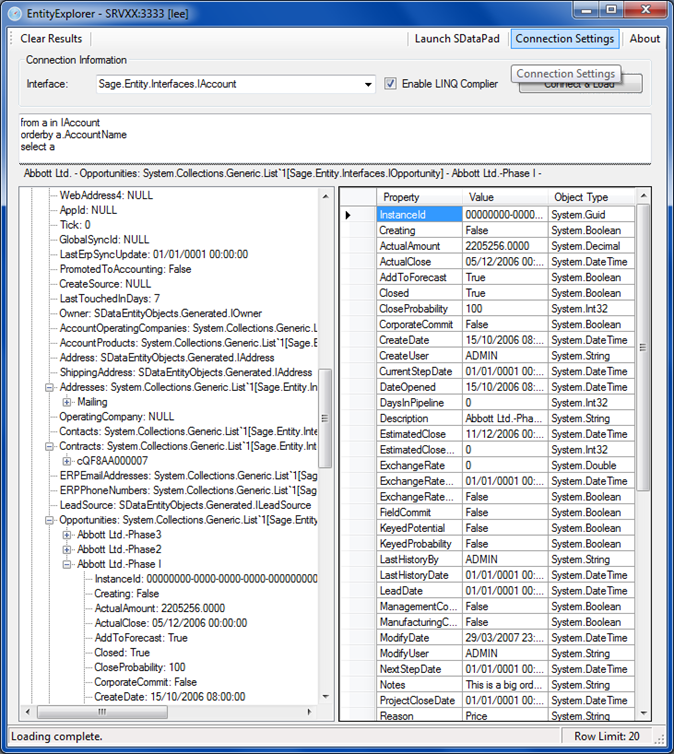 EntityExplorer - SRVXX:3333 [lee]
Clear Results Launch SDataPad Connection Settings About
Connection Information
Connection Settings
Interface: Sage.Entity.Interfaces.IAccount Enable LINQ Complier Connect & Load
from a in IAccount
orderby a.AccountName
select a
Abbott Ltd. - Opportunities: System.Collections.Generic.List`1[Sage.Entity.Interfaces.IOpportunity] - Abbott Ltd.-Phase I -
WebAddress4: NULL
AppId: NULL
Tick: 0
GlobalSyncId: NULL
LastErpSyncUpdate: 01/01/0001 00:00:00
PromotedToAccounting: False
CreateSource: NULL
LastTouchedInDays: 7
Owner: SDataEntityObjects.Generated.IOwner
AccountOperatingCompanies: System.Collections.Generic.L
AccountProducts: System.Collections.Generic.List`1[Sage.E
Address: SDataEntityObjects.Generated.IAddress
ShippingAddress: SDataEntityObjects.Generated.IAddress
Addresses: System.Collections.Generic.List`1[Sage.Entity.In
Mailing
OperatingCompany: NULL
Contacts: System.Collections.Generic.List`1[Sage.Entity.Inte
Contracts: System.Collections.Generic.List`1[Sage.Entity.Inte
cQF8AA000007
ERPEmailAddresses: System.Collections.Generic.List`1[Sag
ERPPhoneNumbers: System.Collections.Generic.List`1[Sag
LeadSource: SDataEntityObjects.Generated.ILeadSource
Opportunities: System.Collections.Generic.List`1[Sage.Entity
Abbott Ltd.-Phase3
Abbott Ltd.-Phase2
Abbott Ltd.-Phase I
InstanceId: 00000000-0000-0000-0000-000000000
Creating: False
ActualAmount: 2205256.0000
ActualClose: 05/12/2006 00:00:00
AddToForecast: True
Closed: True
CloseProbability: 100
CorporateCommit: False
CreateDate: 15/10/2006 08:00:00
Property Value Object Type
InstanceId 00000000-0000... System.Guid
Creating False System.Boolean
ActualAmount 2205256.0000 System.Decimal
ActualClose 05/12/2006 00:... System.DateTime
AddToForecast True System.Boolean
Closed True System.Boolean
CloseProbability 100 System.Int32
CorporateCommit False System.Boolean
CreateDate 15/10/2006 08:... System.DateTime
CreateUser ADMIN System.String
CurrentStepDate 01/01/0001 00:... System.DateTime
DateOpened 15/10/2006 08:... System.DateTime
DaysInPipeline 0 System.Int32
Description Abbott Ltd.-Pha... System.String
EstimatedClose 11/12/2006 00:... System.DateTime
EstimatedClose... 0 System.Int32
ExchangeRate 0 System.Double
ExchangeRate... 01/01/0001 00:... System.DateTime
ExchangeRate... False System.Boolean
FieldCommit False System.Boolean
KeyedPotential False System.Boolean
KeyedProbability False System.Boolean
LastHistoryBy ADMIN System.String
LastHistoryDate 01/01/0001 00:... System.DateTime
LeadDate 01/01/0001 00:... System.DateTime
ManagementCo... False System.Boolean
ManufacturingC... False System.Boolean
ModifyDate 29/03/2007 23:... System.DateTime
ModifyUser ADMIN System.String
NextStepDate 01/01/0001 00:... System.DateTime
Notes This is a big ord... System.String
ProjectCloseDate 01/01/0001 00:... System.DateTime
Reason Price System.String
Loading complete. Row Limit: 20